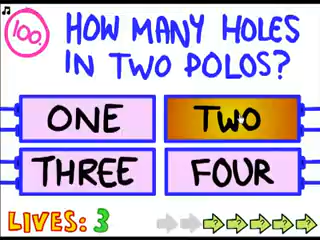 100.
HOW MANY HOLES
IN TWO POLOS?
ONE
TWO
THREE
FOUR
LIVES: 3
? ? ? ? ?